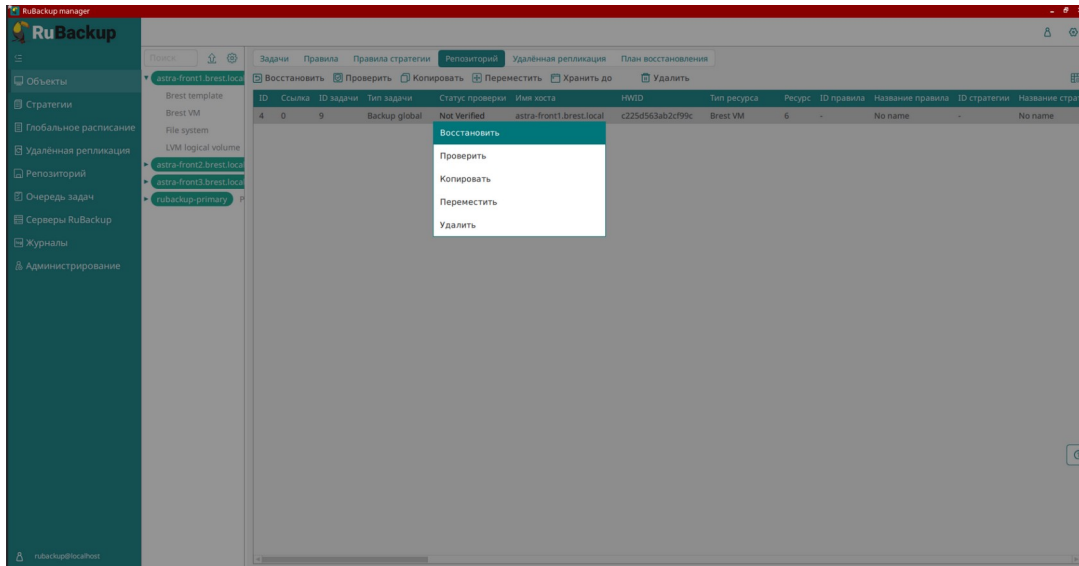 RuBackup manager
RuBackup
Объекты
Стратегии
Глобальное расписание
Удалённая репликация
Репозиторий
Очередь задач
Серверы RuBackup
Журналы
Администрирование
rubackup@localhost
Поиск
astra-front1.brest.local
Brest template
Brest VM
File system
LVM logical volume
astra-front2.brest.local
astra-front3.brest.local
rubackup-primary
Задачи Правила Правила стратегии Репозиторий Удалённая репликация План восстановления
Восстановить Проверить Копировать Переместить Хранить до Удалить
ID Ссылка ID задачи Тип задачи Статус проверки Имя хоста HWID Тип ресурса Ресурс ID правила Название правила ID стратегии Название стра
4 0 9 Backup global Not Verified astra-front1.brest.local c225d563ab2cf99c Brest VM 6 - No name - No name
Восстановить
Проверить
Копировать
Переместить
Удалить